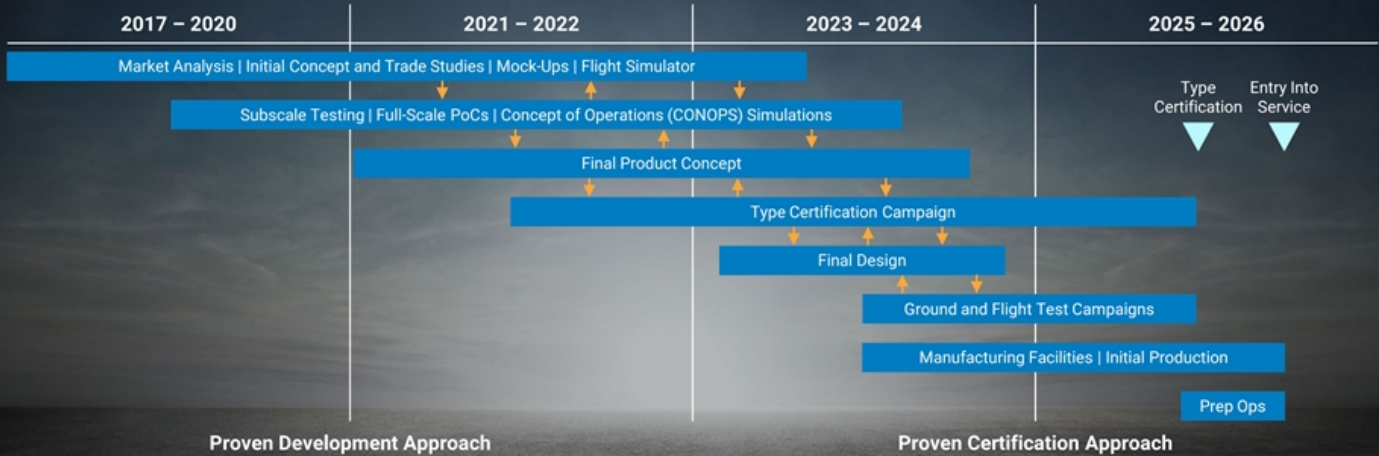 2017 – 2020
2021 – 2022
2023 – 2024
2025 – 2026
Market Analysis | Initial Concept and Trade Studies | Mock-Ups | Flight Simulator
Type
Certification
Entry Into
Service
Subscale Testing | Full-Scale PoCs | Concept of Operations (CONOPS) Simulations
Final Product Concept
Type Certification Campaign
Final Design
Ground and Flight Test Campaigns
Manufacturing Facilities | Initial Production
Prep Ops
Proven Development Approach
Proven Certification Approach